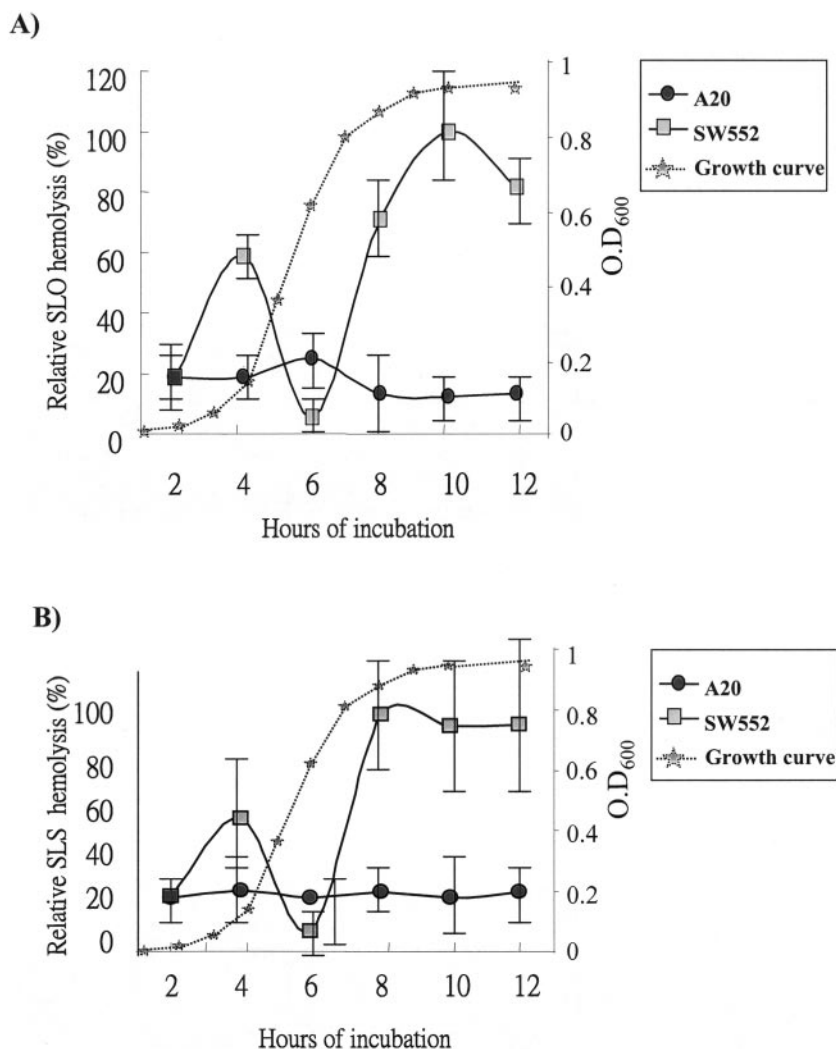 A)
Relative SLO hemolysis (%)
120
100
80
60
40
20
0
1
0.8
0.6
0.4
0.2
0
O.D600
2 4 6 8 10 12
Hours of incubation
A20
SW552
Growth curve
B)
Relative SLS hemolysis (%)
100
80
60
40
20
0
1
0.8
0.6
0.4
0.2
0
O.D600
2 4 6 8 10 12
Hours of incubation
A20
SW552
Growth curve